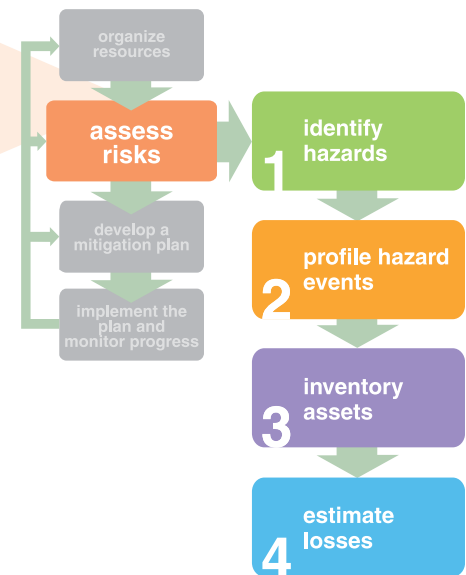 organize
resources
assess
risks
develop a
mitigation plan
implement the
plan and
monitor progress
1
identify
hazards
2
profile hazard
events
3
inventory
assets
4
estimate
losses